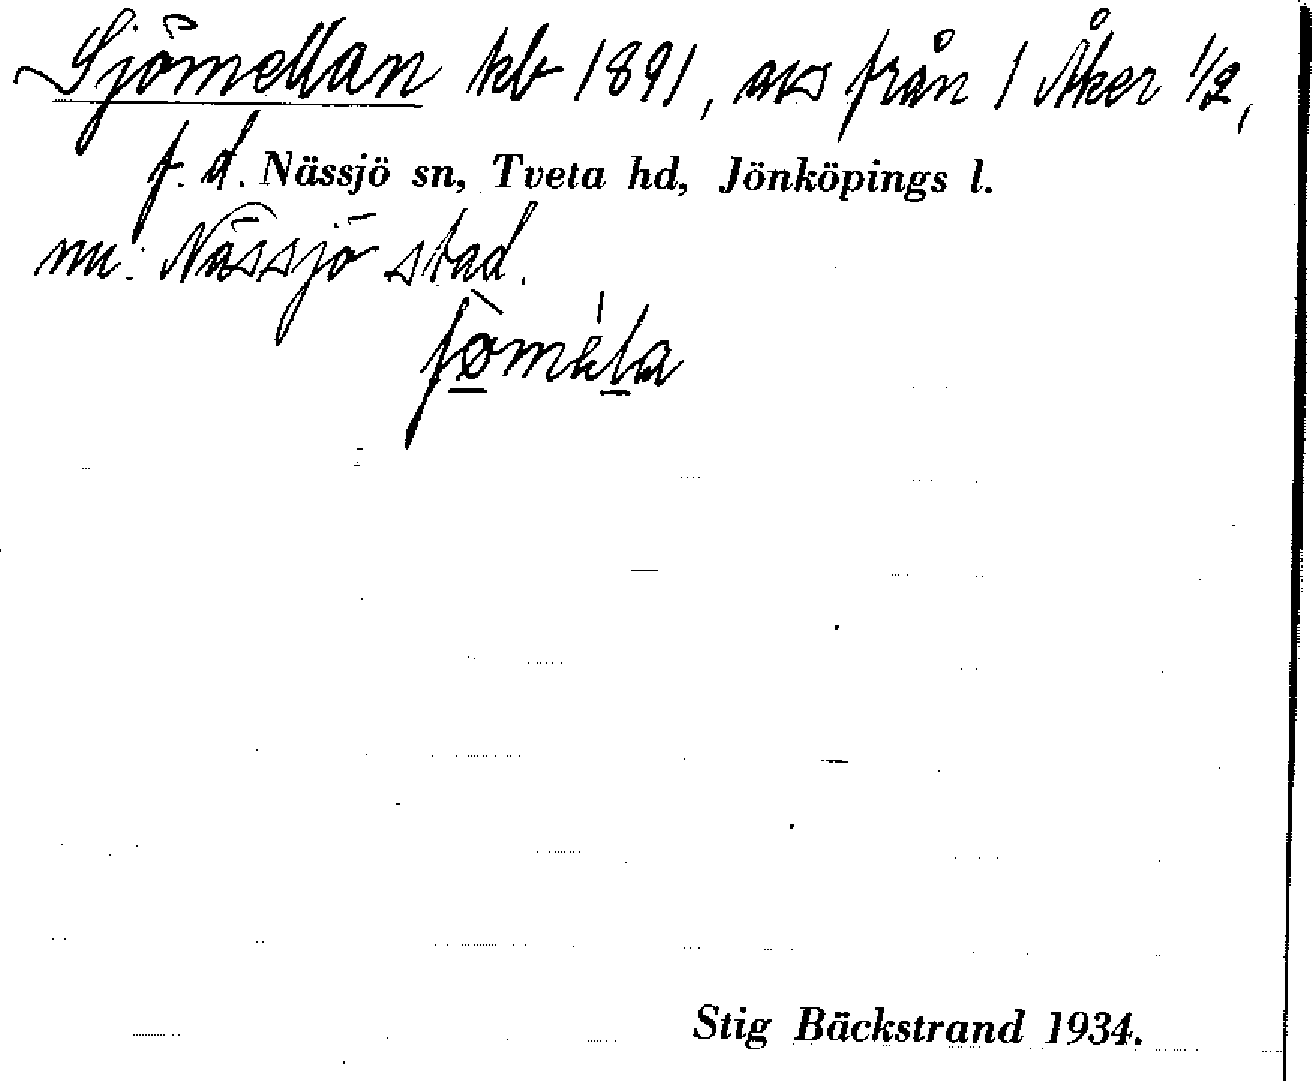 Sjömellan kb 1891, avs från 1 Åker 1/2,
f. d. Nässjö sn, Tveta hd, Jönköpings l.
nu: Nässjö stad.
Stig Bäckstrand 1934.